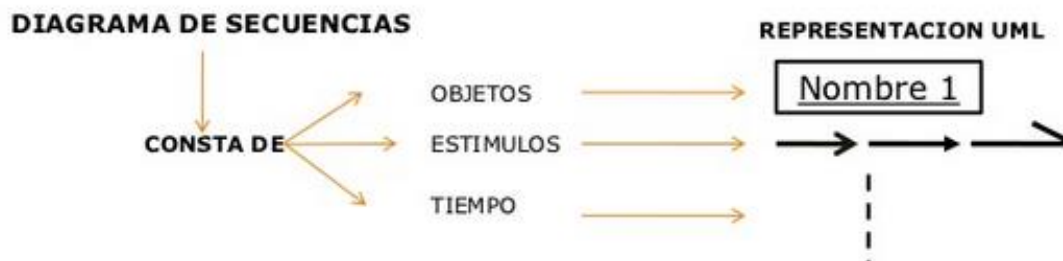 DIAGRAMA DE SECUENCIAS
REPRESENTACION UML
OBJETOS
Nombre 1
CONSTA DE
ESTIMULOS
TIEMPO